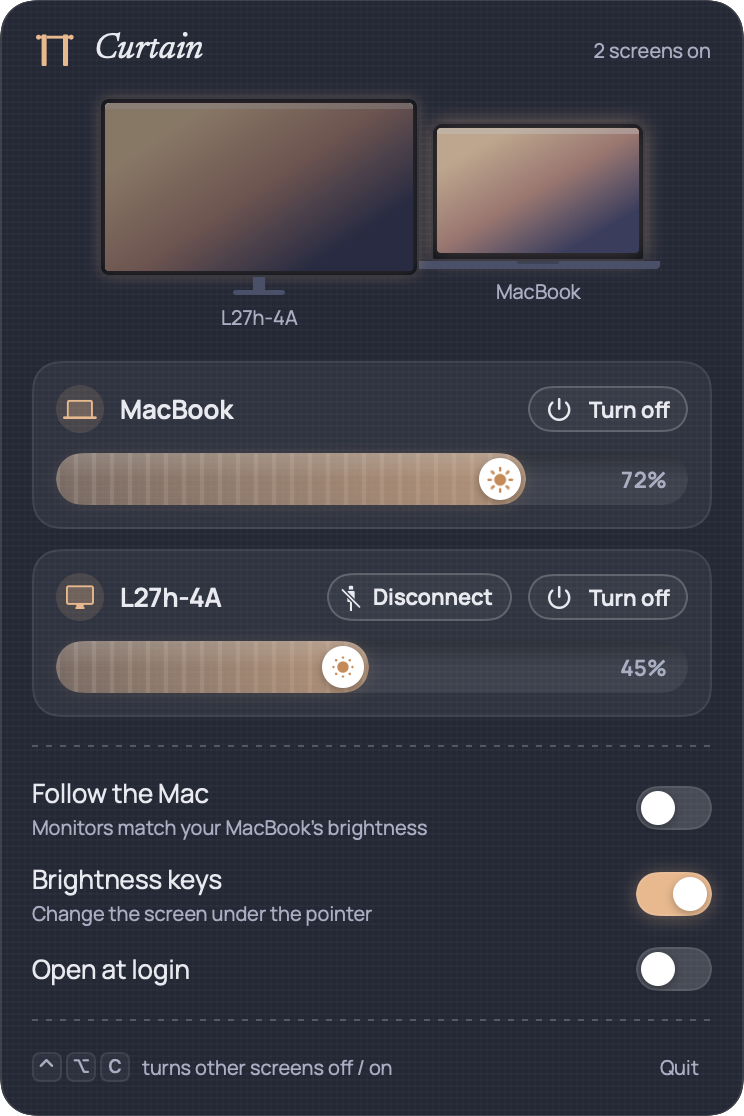 Curtain
2 screens on
L27h-4A
MacBook
MacBook
Turn off
72%
L27h-4A
Disconnect
Turn off
45%
Follow the Mac
Monitors match your MacBook's brightness
Brightness keys
Change the screen under the pointer
Open at login
⌃ ⌥ C turns other screens off / on
Quit